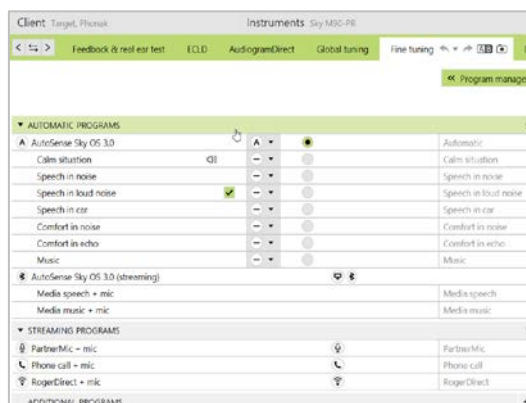 Client Target, Phonak Instruments Sky M90-PR
Feedback & real ear test ECLD AudiogramDirect Global tuning Fine tuning
Program manage
AUTOMATIC PROGRAMS
A AutoSense Sky OS 3.0 A Automatic
Calm situation Calm situation
Speech in noise Speech in noise
Speech in loud noise Speech in loud noise
Speech in car Speech in car
Comfort in noise Comfort in noise
Comfort in echo Comfort in echo
Music Music
AutoSense Sky OS 3.0 (streaming)
Media speech + mic Media speech
Media music + mic Media music
STREAMING PROGRAMS
PartnerMic + mic PartnerMic
Phone call + mic Phone call
RogerDirect + mic RogerDirect
ADDITIONAL PROGRAMS